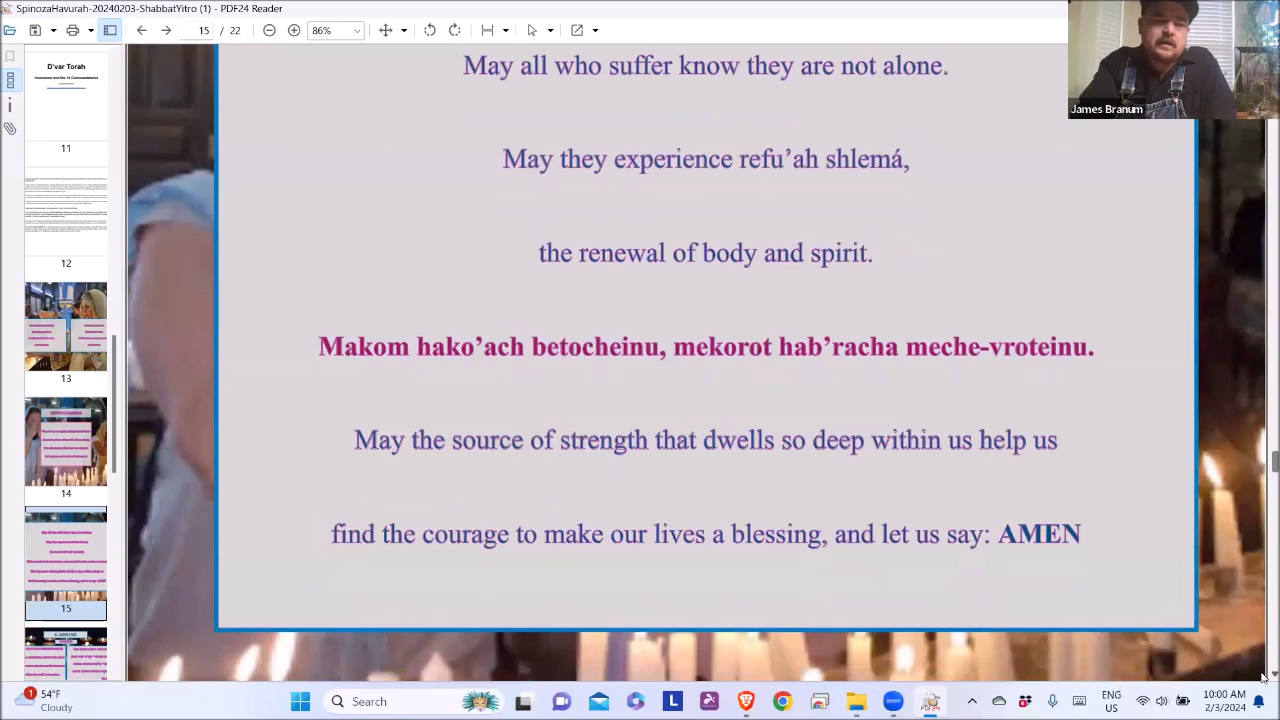 SpinozaHavurah-20240203-ShabbatYitro - PDF24 Reader
15 / 22
86%
James Branum
D'var Torah
11
12
13
14
15
KADDISH
May all who suffer know they are not alone.
May they experience refu’ah shlemá,
the renewal of body and spirit.
Makom hako’ach betocheinu, mekorot hab’racha meche-vroteinu.
May the source of strength that dwells so deep within us help us
find the courage to make our lives a blessing, and let us say: AMEN
1
54°F
Cloudy
Search
ENG
US
10:00 AM
2/3/2024